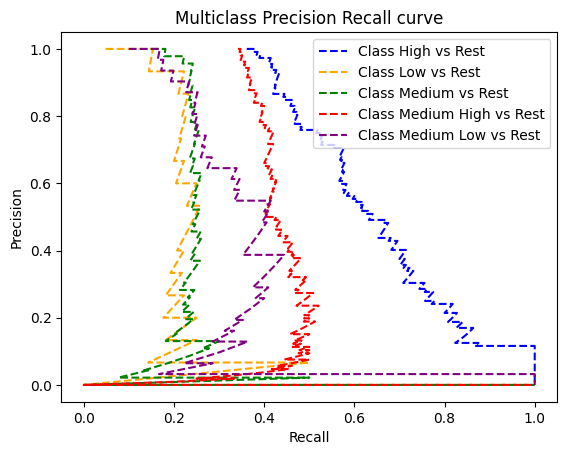 Multiclass Precision Recall curve
Class High vs Rest
Class Low vs Rest
Class Medium vs Rest
Class Medium High vs Rest
Class Medium Low vs Rest
Precision
1.0
0.8
0.6
0.4
0.2
0.0
0.0 0.2 0.4 0.6 0.8 1.0
Recall